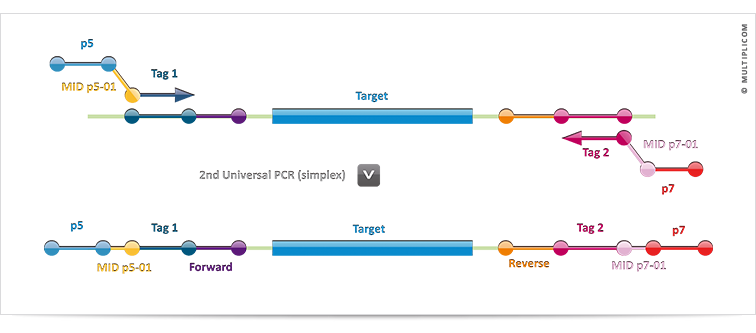 p5
MID p5-01
Tag 1
Target
Tag 2
MID p7-01
p7
2nd Universal PCR (simplex)
p5
MID p5-01
Tag 1
Forward
Target
Reverse
Tag 2
MID p7-01
p7
© MULTIPLICOM